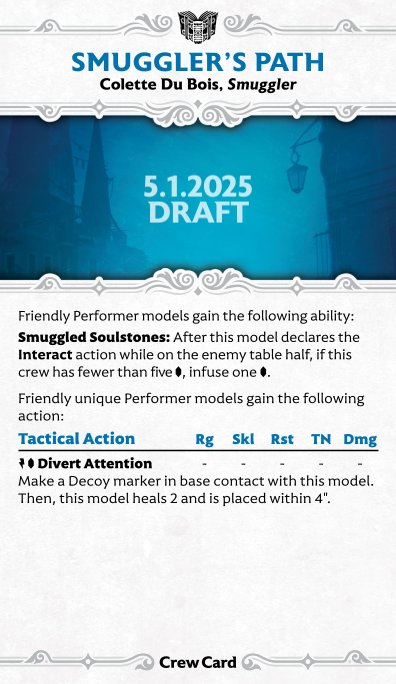 SMUGGLER'S PATH
Colette Du Bois, Smuggler
5.1.2025
DRAFT
Friendly Performer models gain the following ability:
Smuggled Soulstones: After this model declares the
Interact action while on the enemy table half, if this
crew has fewer than five, infuse one.
Friendly unique Performer models gain the following
action:
Tactical Action Rg Skl Rst TN Dmg
Divert Attention - - - - -
Make a Decoy marker in base contact with this model.
Then, this model heals 2 and is placed within 4".
Crew Card